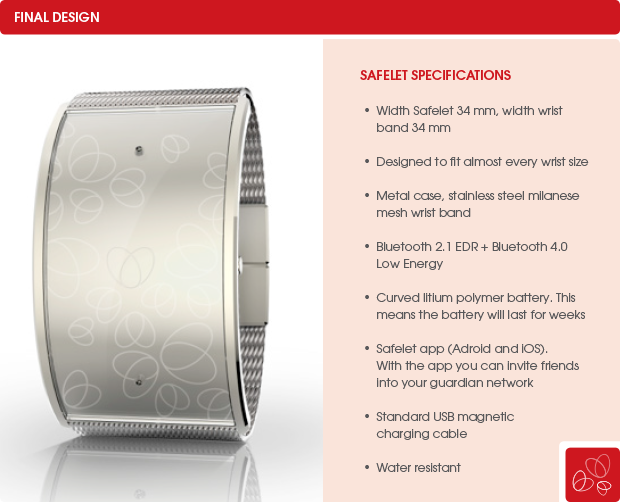 FINAL DESIGN
SAFELET SPECIFICATIONS
• Width Safelet 34 mm, width wrist
band 34 mm
• Designed to fit almost every wrist size
• Metal case, stainless steel milanese
mesh wrist band
• Bluetooth 2.1 EDR + Bluetooth 4.0
Low Energy
• Curved litium polymer battery. This
means the battery will last for weeks
• Safelet app (Adroid and iOS).
With the app you can invite friends
into your guardian network
• Standard USB magnetic
charging cable
• Water resistant